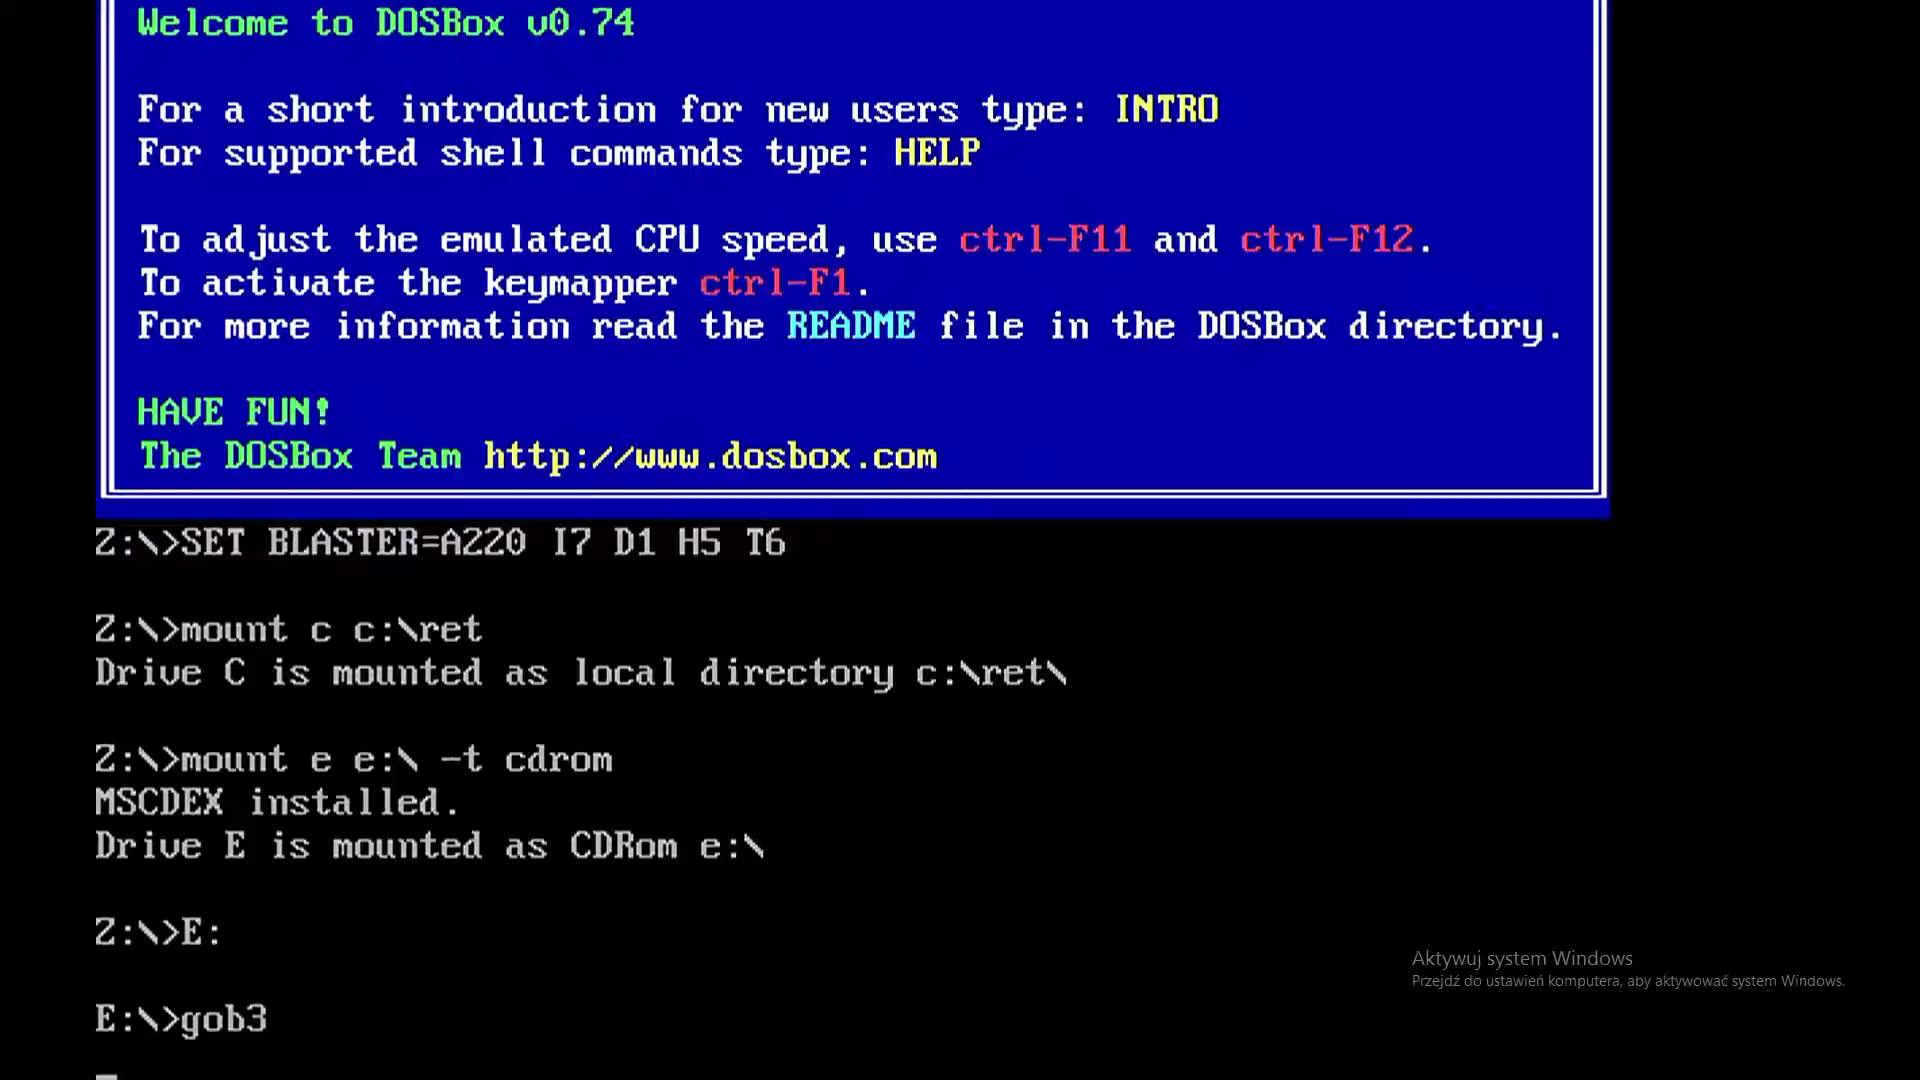 Welcome to DOSBox v0.74
For a short introduction for new users type: INTRO
For supported shell commands type: HELP
To adjust the emulated CPU speed, use ctrl-F11 and ctrl-F12.
To activate the keymapper ctrl-F1.
For more information read the README file in the DOSBox directory.
HAVE FUN!
The DOSBox Team http://www.dosbox.com
Z:\>SET BLASTER=A220 I7 D1 H5 T6
Z:\>mount c c:\ret
Drive C is mounted as local directory c:\ret\
Z:\>mount e e:\ -t cdrom
MSCDEX installed.
Drive E is mounted as CDRom e:\
Z:\>E:
E:\>gob3
Aktywuj system Windows
Przejdź do ustawień komputera, aby aktywować system Windows.